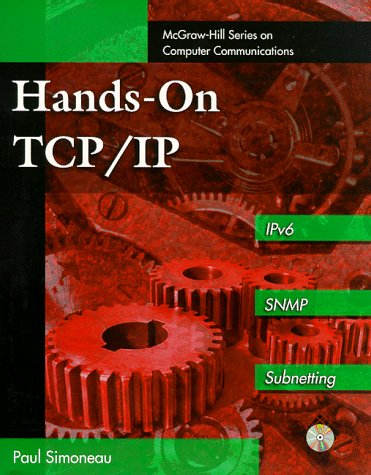 McGraw-Hill Series on
Computer Communications
Hands-On
TCP/IP
IPv6
SNMP
Subnetting
Paul Simoneau